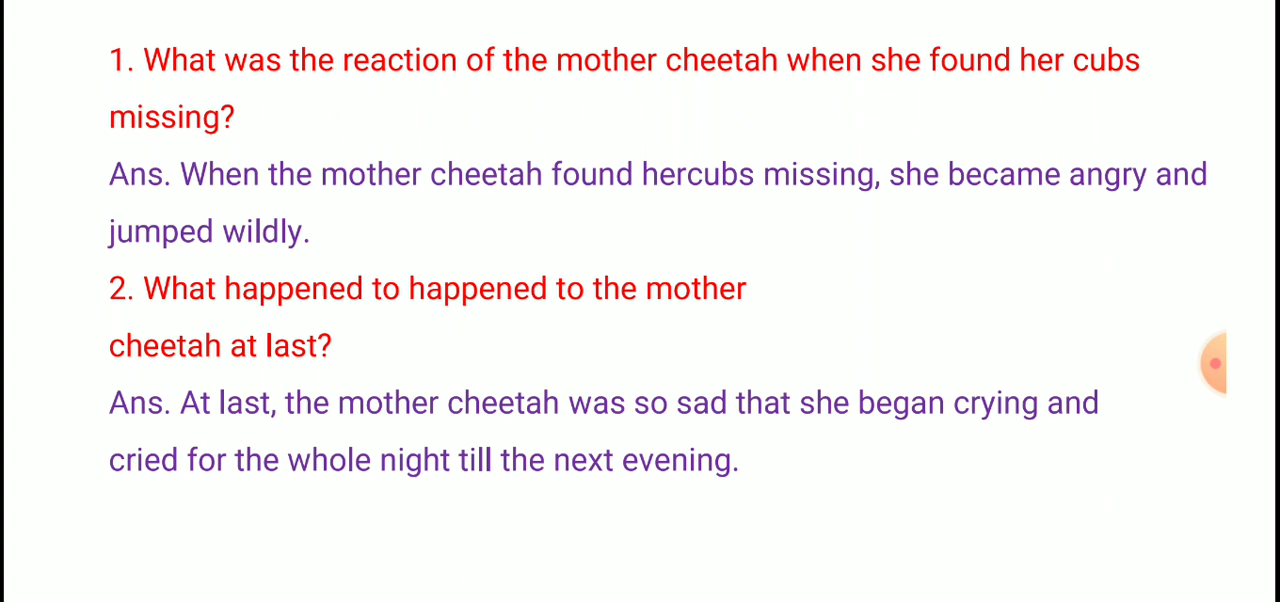 1. What was the reaction of the mother cheetah when she found her cubs
missing?
Ans. When the mother cheetah found hercubs missing, she became angry and
jumped wildly.
2. What happened to happened to the mother
cheetah at last?
Ans. At last, the mother cheetah was so sad that she began crying and
cried for the whole night till the next evening.